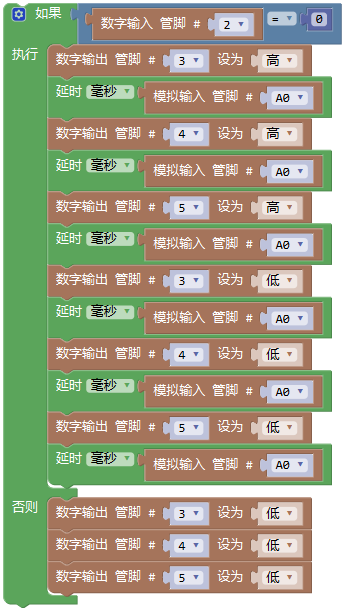 如果 数字输入 管脚 # 2 = 0
执行 数字输出 管脚 # 3 设为 高
延时 毫秒 模拟输入 管脚 # A0
数字输出 管脚 # 4 设为 高
延时 毫秒 模拟输入 管脚 # A0
数字输出 管脚 # 5 设为 高
延时 毫秒 模拟输入 管脚 # A0
数字输出 管脚 # 3 设为 低
延时 毫秒 模拟输入 管脚 # A0
数字输出 管脚 # 4 设为 低
延时 毫秒 模拟输入 管脚 # A0
数字输出 管脚 # 5 设为 低
延时 毫秒 模拟输入 管脚 # A0
否则 数字输出 管脚 # 3 设为 低
数字输出 管脚 # 4 设为 低
数字输出 管脚 # 5 设为 低